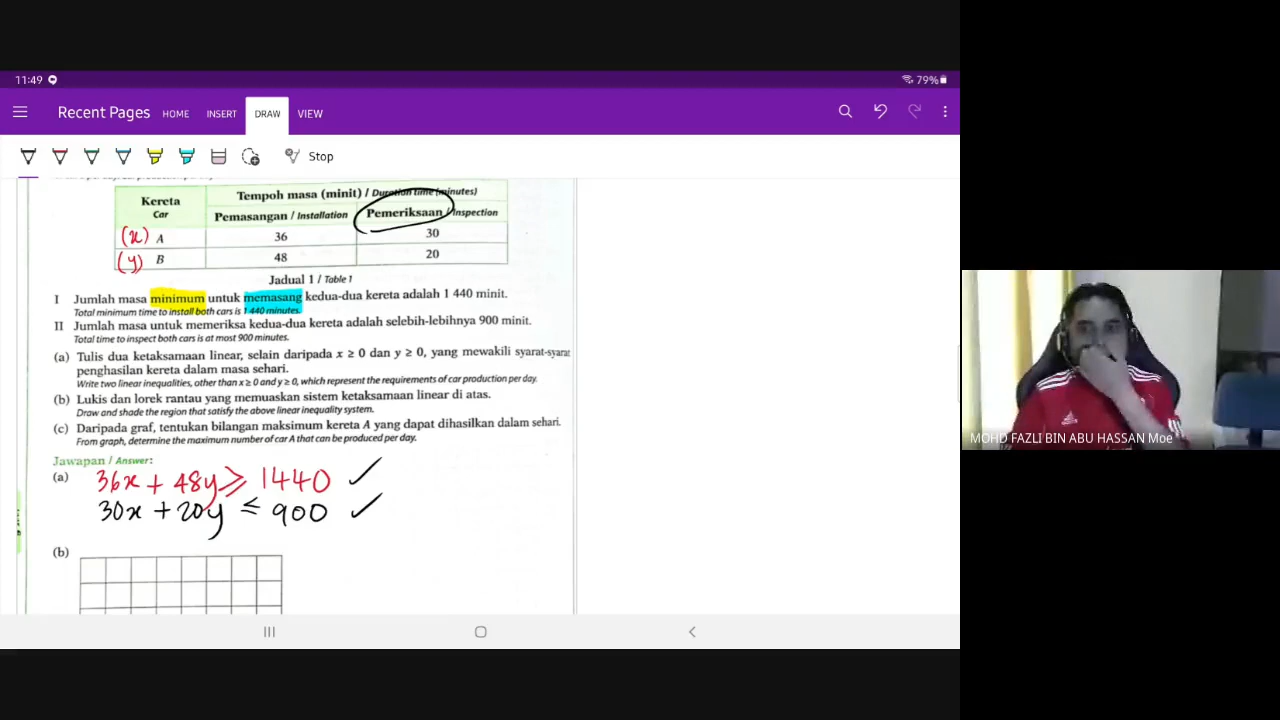 11:49
79%
Recent Pages HOME INSERT DRAW VIEW
Stop
Kereta
Car
Tempoh masa (minit) / Duration time (minutes)
Pemasangan / Installation
Pemeriksaan / Inspection
(x) A 36 30
(y) B 48 20
Jadual 1 / Table 1
I Jumlah masa minimum untuk memasang kedua-dua kereta adalah 1 440 minit.
Total minimum time to install both cars is 1 440 minutes.
II Jumlah masa untuk memeriksa kedua-dua kereta adalah selebih-lebihnya 900 minit.
Total time to inspect both cars is at most 900 minutes.
(a) Tulis dua ketaksamaan linear, selain daripada x ≥ 0 dan y ≥ 0, yang mewakili syarat-syarat
penghasilan kereta dalam masa sehari.
Write two linear inequalities, other than x ≥ 0 and y ≥ 0, which represent the requirements of car production per day.
(b) Lukis dan lorek rantau yang memuaskan sistem ketaksamaan linear di atas.
Draw and shade the region that satisfy the above linear inequality system.
(c) Daripada graf, tentukan bilangan maksimum kereta A yang dapat dihasilkan dalam sehari.
From graph, determine the maximum number of car A that can be produced per day.
Jawapan / Answer:
(a) 36x + 48y ≥ 1440 ✓
30x + 20y ≤ 900 ✓
(b)
MOHD FAZLI BIN ABU HASSAN Moe